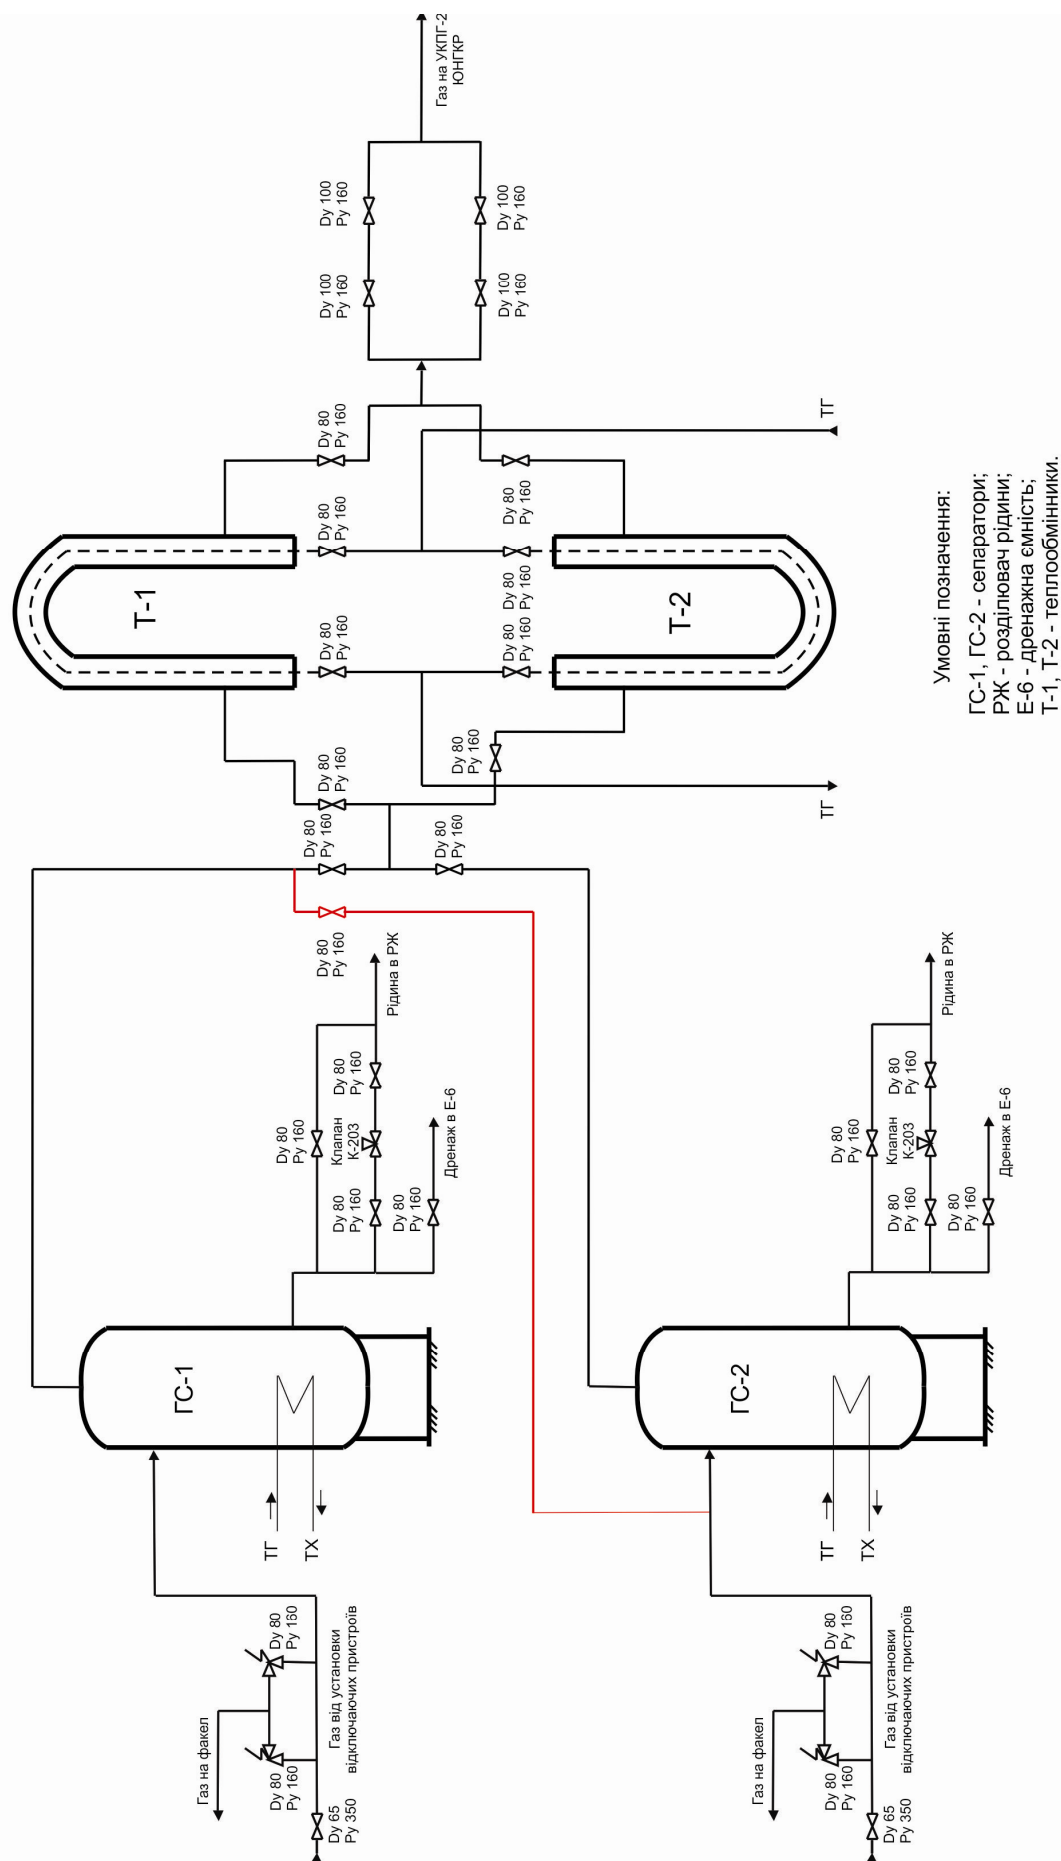 Газ на УКПГ-2
ЮНГКР
Dy 100
Py 160
Dy 100
Py 160
Dy 100
Py 160
Dy 100
Py 160
Dy 80
Py 160
ТГ
Dy 80
Py 160
Dy 80
Py 160
Т-1
Dy 80
Py 160
Т-2
Dy 80
Py 160
Dy 80
Py 160
Dy 80
Py 160
Dy 80
Py 160
ТГ
Dy 80
Py 160
Dy 80
Py 160
Dy 80
Py 160
Умовні позначення:
ГС-1, ГС-2 - сепаратори;
РЖ - розділювач рідини;
Е-6 - дренажна ємність;
Т-1, Т-2 - теплообмінники.
Рідина в РЖ
Dy 80
Py 160
Dy 80
Py 160
Клапан
К-203
Dy 80
Py 160
Dy 80
Py 160
Дренаж в Е-6
ГС-1
ТГ
ТХ
Dy 80
Py 160
Dy 80
Py 160
Газ на факел
Газ від установки
відключаючих пристроїв
Dy 65
Py 350
Рідина в РЖ
Dy 80
Py 160
Dy 80
Py 160
Клапан
К-203
Dy 80
Py 160
Dy 80
Py 160
Дренаж в Е-6
ГС-2
ТГ
ТХ
Dy 80
Py 160
Dy 80
Py 160
Газ на факел
Газ від установки
відключаючих пристроїв
Dy 65
Py 350